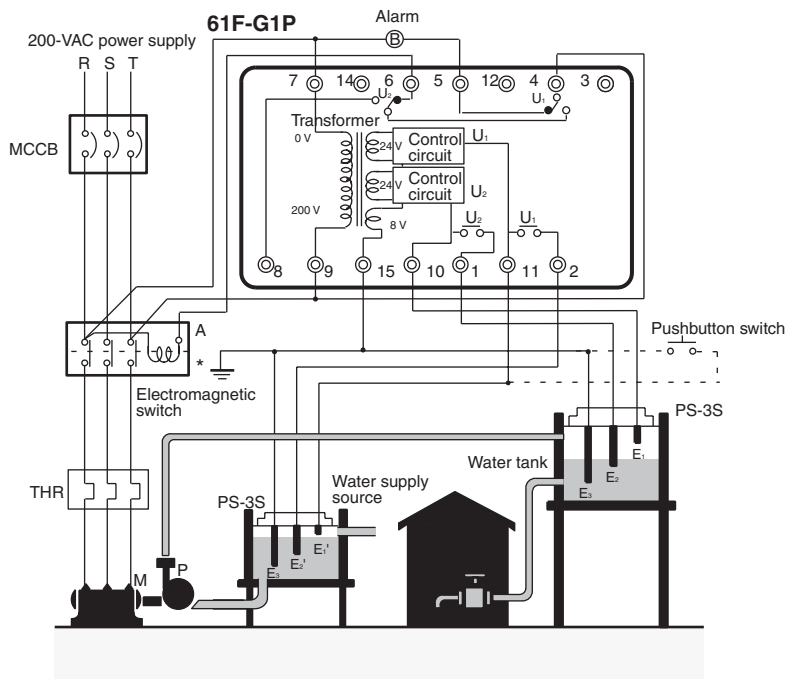 61F-G1P
Alarm
B
200-VAC power supply
R S T
MCCB
7 14 6 5 12 4 3
U₂
U₁
Transformer
0 V
200 V
24 V
Control
circuit
U₁
24 V
Control
circuit
U₂
8 V
U₂
U₁
8 9 15 10 1 11 2
A
*
Electromagnetic
switch
Pushbutton switch
THR
PS-3S
Water supply
source
Water tank
PS-3S
E₁
E₂
E₃
E₁'
E₂'
E₃
M
P